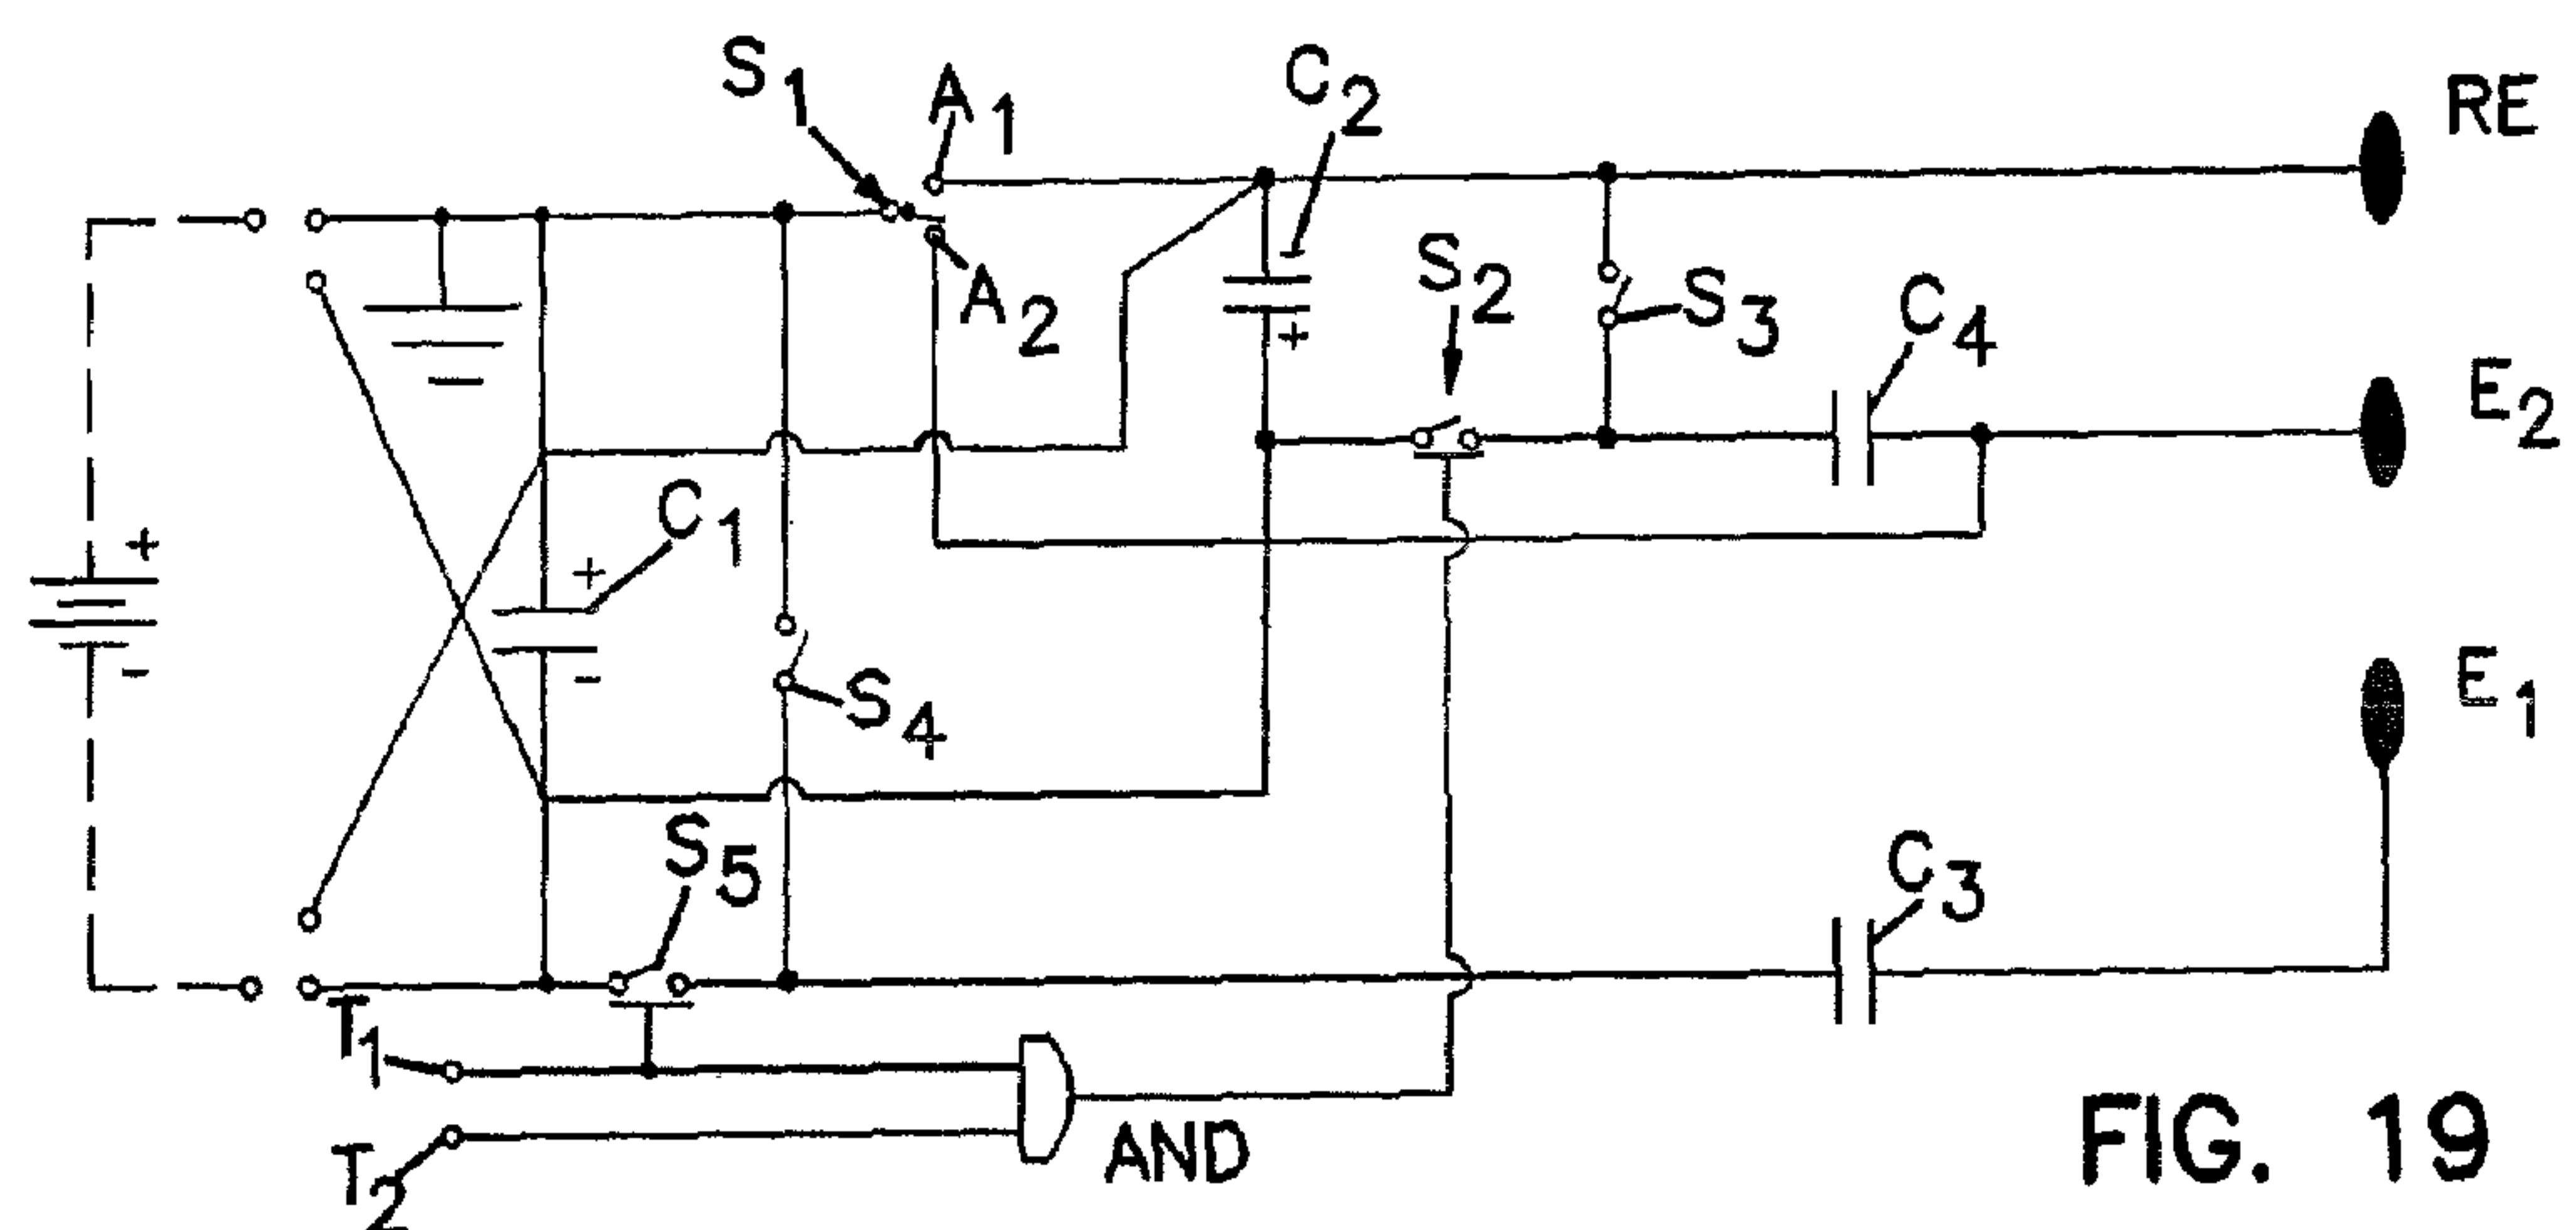 S1
A1
C2
RE
A2
S2
S3
C4
E2
+
-
C1
+
-
-
+
S4
E1
S5
C3
T1
T2
AND
FIG. 19